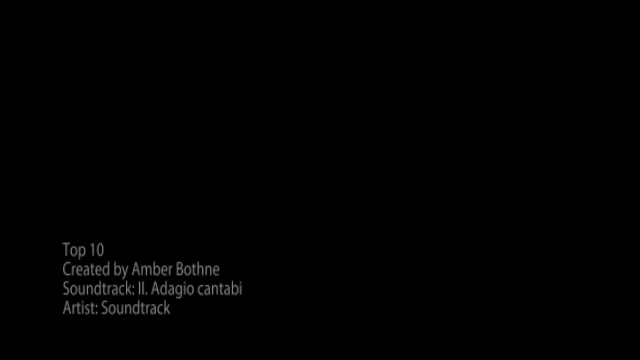 Top 10
Created by Amber Bothne
Soundtrack: II. Adagio cantabi
Artist: Soundtrack